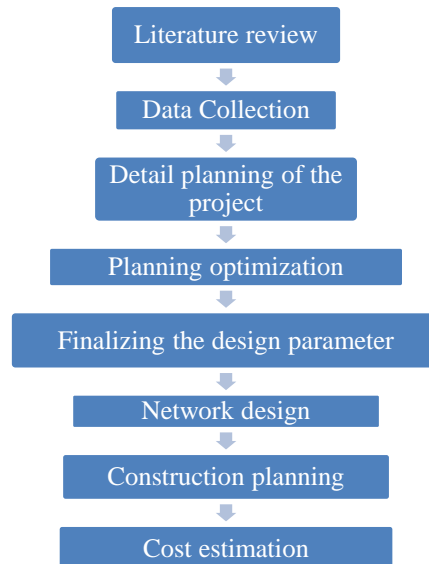 Literature review
Data Collection
Detail planning of the
project
Planning optimization
Finalizing the design parameter
Network design
Construction planning
Cost estimation